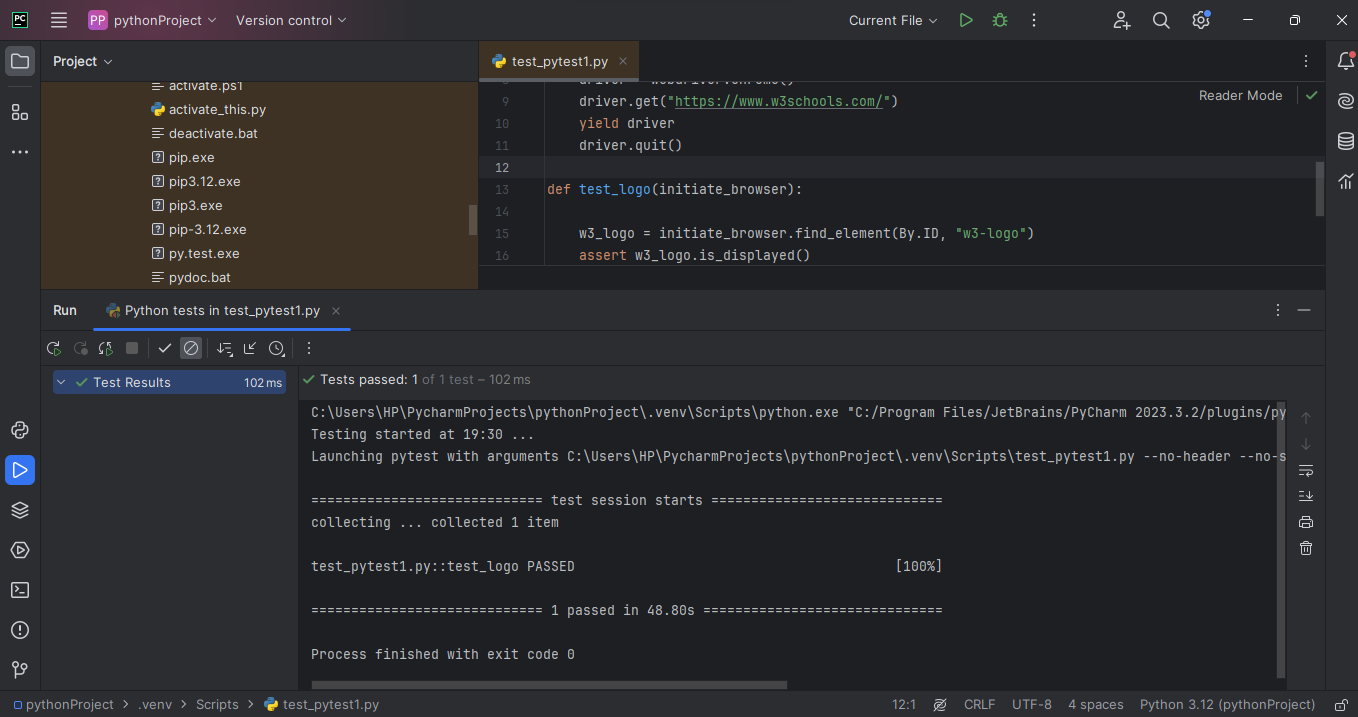 PC PP pythonProject Version control Current File
Project
activate.ps1
activate_this.py
deactivate.bat
pip.exe
pip3.12.exe
pip3.exe
pip-3.12.exe
py.test.exe
pydoc.bat
test_pytest1.py
Reader Mode
9 driver.get("https://www.w3schools.com/")
10 yield driver
11 driver.quit()
12
13 def test_logo(initiate_browser):
14
15 w3_logo = initiate_browser.find_element(By.ID, "w3-logo")
16 assert w3_logo.is_displayed()
Run Python tests in test_pytest1.py
Test Results 102 ms
Tests passed: 1 of 1 test – 102 ms
C:\Users\HP\PycharmProjects\pythonProject\.venv\Scripts\python.exe "C:/Program Files/JetBrains/PyCharm 2023.3.2/plugins/py
Testing started at 19:30 ...
Launching pytest with arguments C:\Users\HP\PycharmProjects\pythonProject\.venv\Scripts\test_pytest1.py --no-header --no-s
============================= test session starts =============================
collecting ... collected 1 item
test_pytest1.py::test_logo PASSED [100%]
============================= 1 passed in 48.80s ==============================
Process finished with exit code 0
pythonProject > .venv > Scripts > test_pytest1.py 12:1 CRLF UTF-8 4 spaces Python 3.12 (pythonProject)